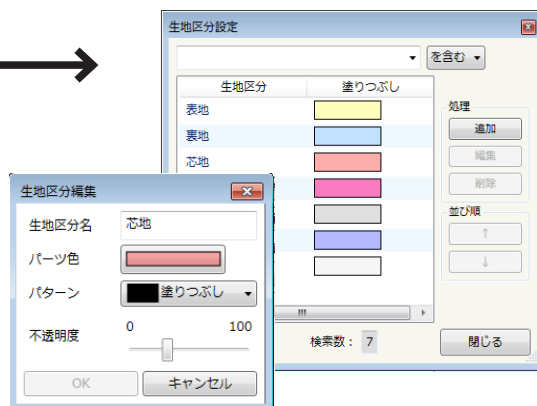 生地区分設定
を含む
生地区分 塗りつぶし
表地
裏地
芯地
処理
追加
編集
削除
並び順
↑
↓
検索数： 7
閉じる
生地区分編集
生地区分名 芯地
パーツ色
パターン 塗りつぶし
不透明度 0 100
OK キャンセル